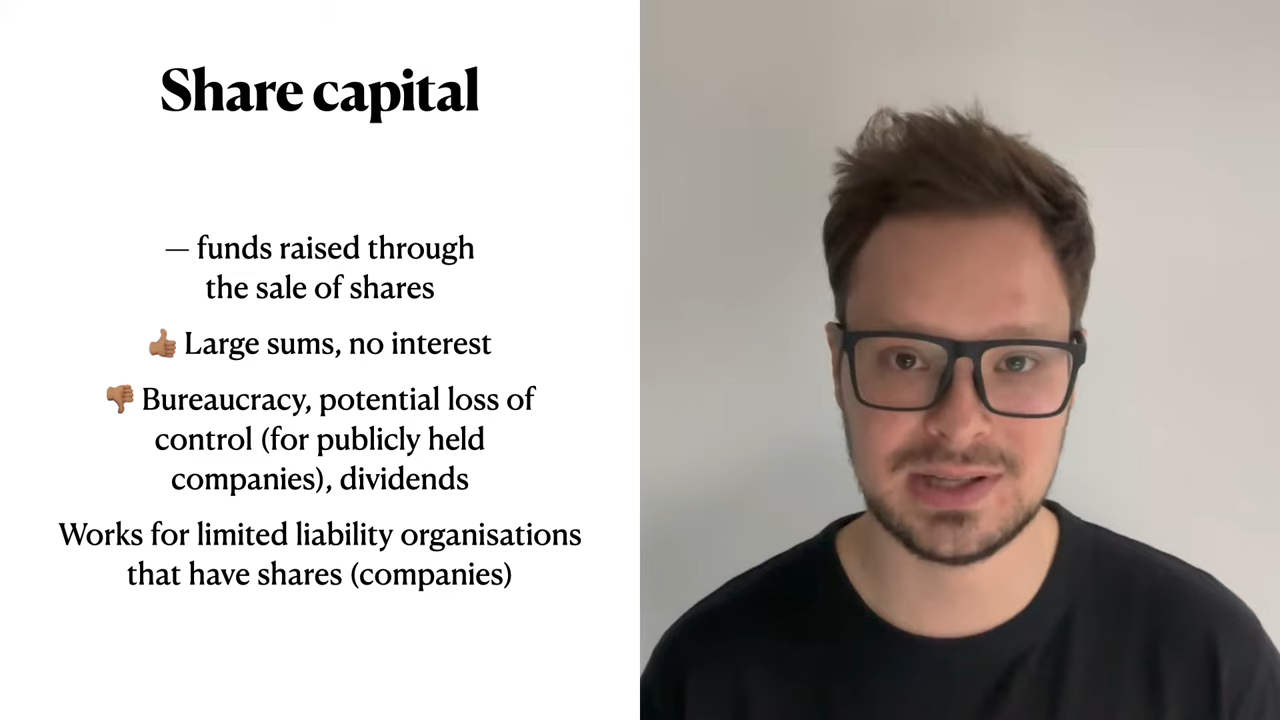 Share capital
— funds raised through
the sale of shares
👍🏽 Large sums, no interest
👎🏽 Bureaucracy, potential loss of
control (for publicly held
companies), dividends
Works for limited liability organisations
that have shares (companies)